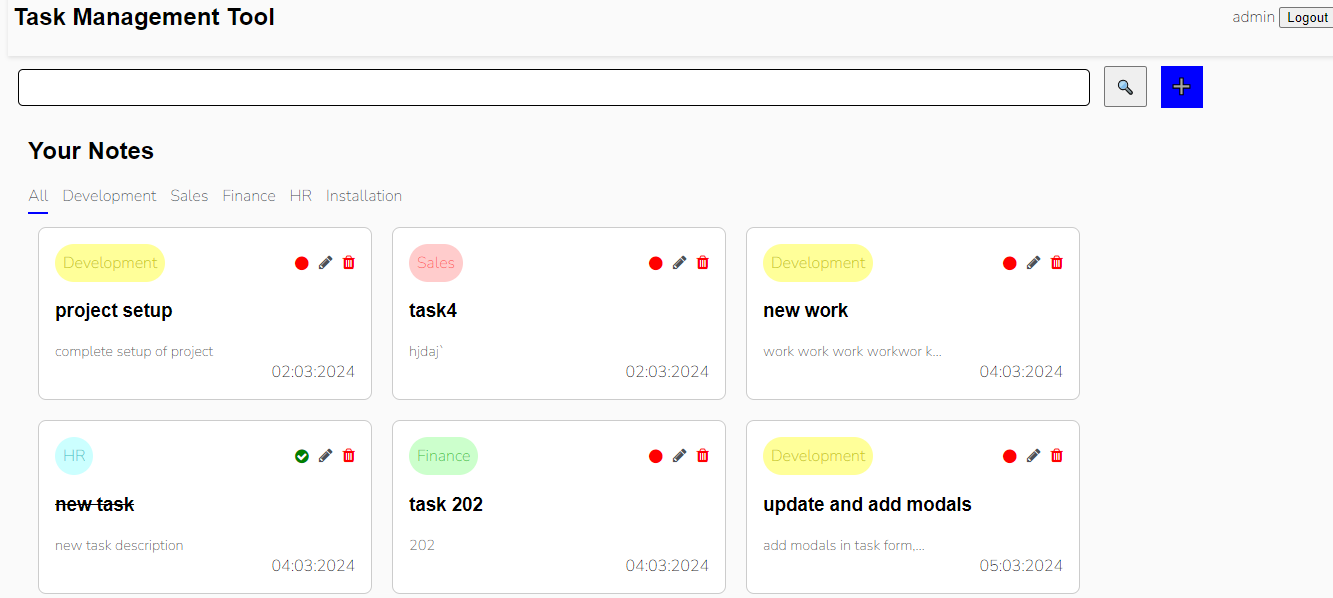 Task Management Tool
admin Logout
Your Notes
All Development Sales Finance HR Installation
Development
project setup
complete setup of project
02:03:2024
Sales
task4
hjdaj`
02:03:2024
Development
new work
work work work workwor k...
04:03:2024
HR
new task
new task description
04:03:2024
Finance
task 202
202
04:03:2024
Development
update and add modals
add modals in task form,...
05:03:2024